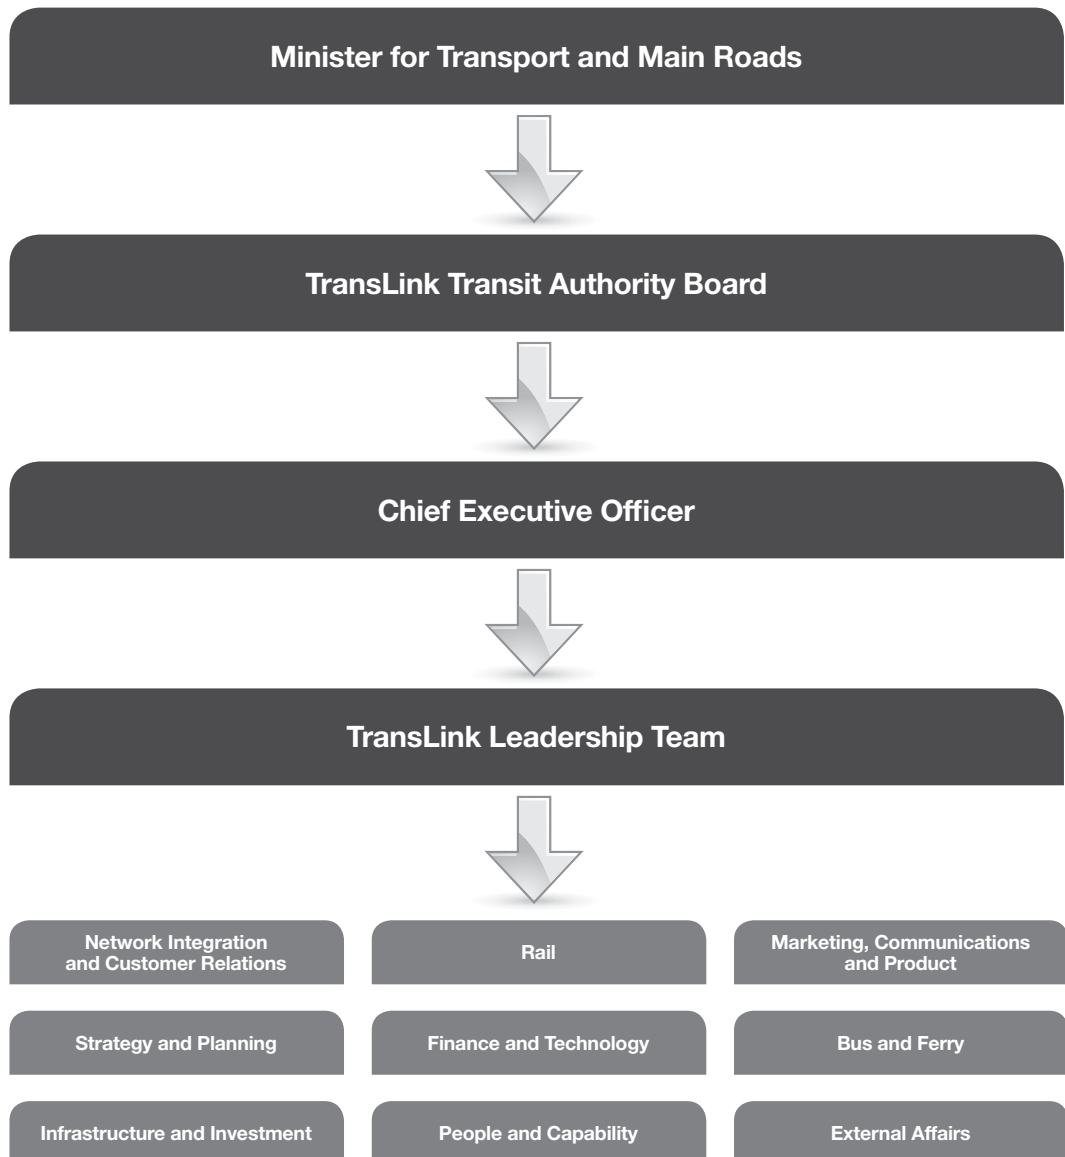 Minister for Transport and Main Roads
TransLink Transit Authority Board
Chief Executive Officer
TransLink Leadership Team
Network Integration
and Customer Relations
Rail
Marketing, Communications
and Product
Strategy and Planning
Finance and Technology
Bus and Ferry
Infrastructure and Investment
People and Capability
External Affairs